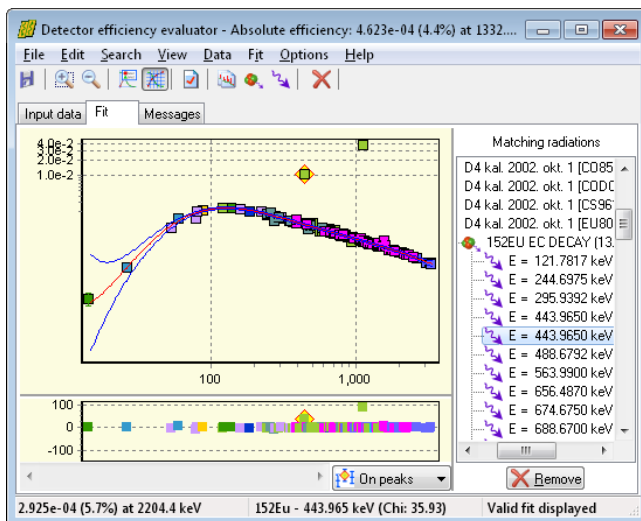 Detector efficiency evaluator - Absolute efficiency: 4.623e-04 (4.4%) at 1332....
File Edit Search View Data Fit Options Help
Input data Fit Messages
4.0e-2
3.0e-2
2.0e-2
1.0e-2
100 1,000
100
0
-100
On peaks
Matching radiations
D4 kal. 2002. okt. 1 [CO85
D4 kal. 2002. okt. 1 [CODC
D4 kal. 2002. okt. 1 [CS96
D4 kal. 2002. okt. 1 [EU80
152EU EC DECAY (13.
E = 121.7817 keV
E = 244.6975 keV
E = 295.9392 keV
E = 443.9650 keV
E = 443.9650 keV
E = 488.6792 keV
E = 563.9900 keV
E = 656.4870 keV
E = 674.6750 keV
E = 688.6700 keV
Remove
2.925e-04 (5.7%) at 2204.4 keV 152Eu - 443.965 keV (Chi: 35.93) Valid fit displayed